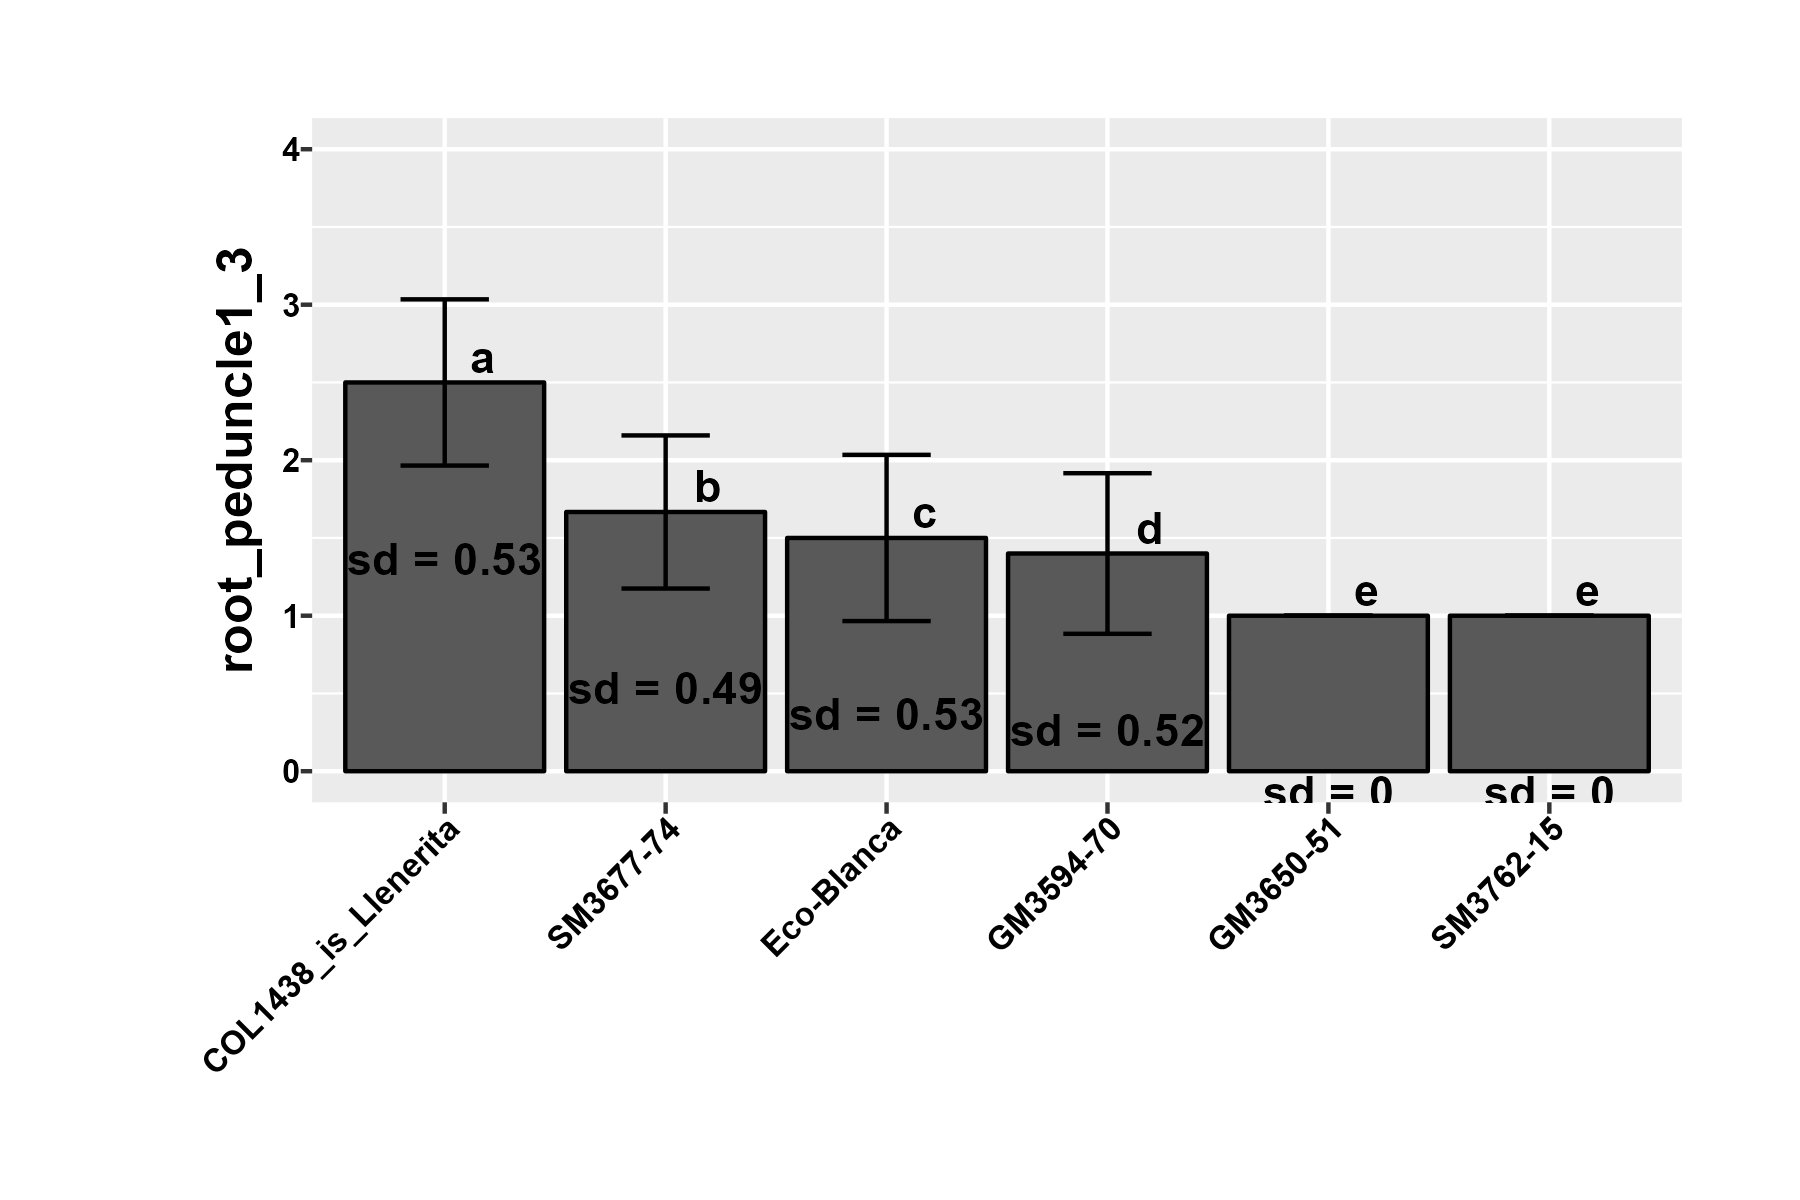 root_peduncle1_3
4
3
2
1
0
a
b
c
d
e
e
sd = 0.53
sd = 0.49
sd = 0.53
sd = 0.52
sd = 0
sd = 0
COL1438_is_Llenerita
SM3677-74
Eco-Blanca
GM3594-70
GM3650-51
SM3762-15